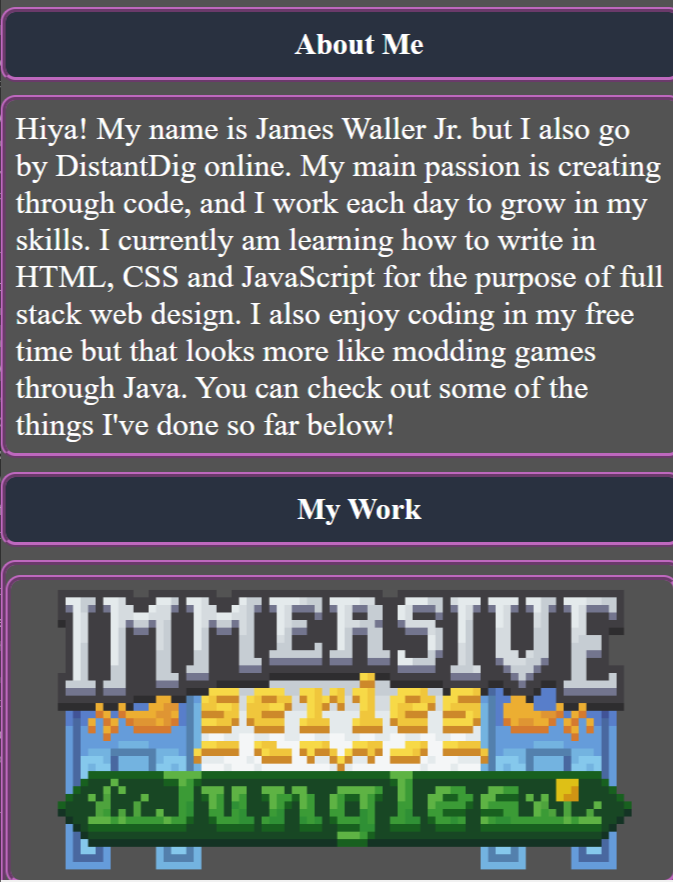 About Me
Hiya! My name is James Waller Jr. but I also go
by DistantDig online. My main passion is creating
through code, and I work each day to grow in my
skills. I currently am learning how to write in
HTML, CSS and JavaScript for the purpose of full
stack web design. I also enjoy coding in my free
time but that looks more like modding games
through Java. You can check out some of the
things I've done so far below!
My Work
IMMERSIVE
Jungles!